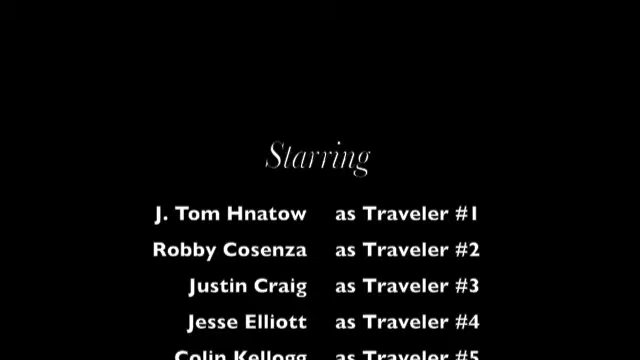 Starring
J. Tom Hnatow as Traveler #1
Robby Cosenza as Traveler #2
Justin Craig as Traveler #3
Jesse Elliott as Traveler #4
Colin Kellogg as Traveler #5